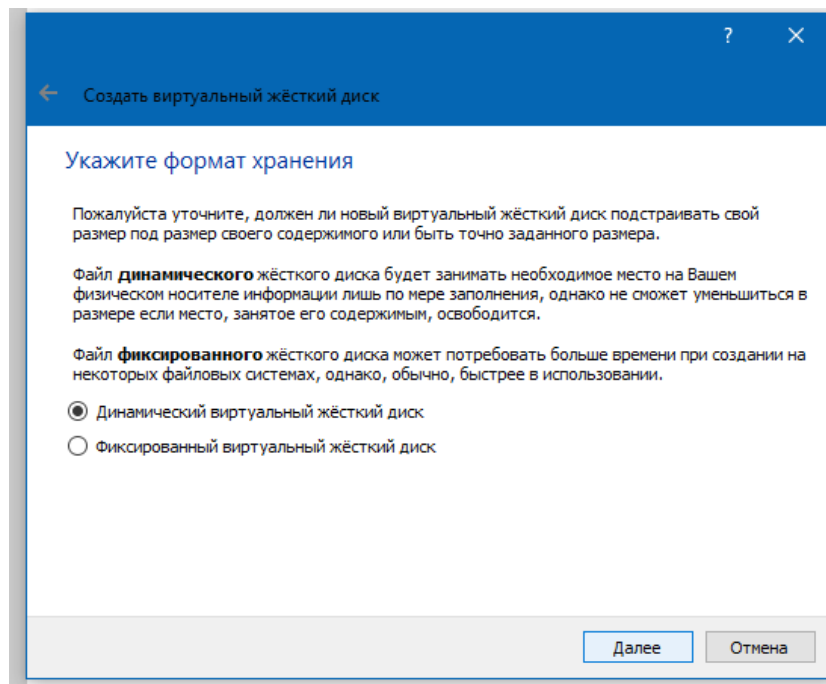 ?
Создать виртуальный жёсткий диск
Укажите формат хранения
Пожалуйста уточните, должен ли новый виртуальный жёсткий диск подстраивать свой
размер под размер своего содержимого или быть точно заданного размера.
Файл динамического жёсткого диска будет занимать необходимое место на Вашем
физическом носителе информации лишь по мере заполнения, однако не сможет уменьшиться в
размере если место, занятое его содержимым, освободится.
Файл фиксированного жёсткого диска может потребовать больше времени при создании на
некоторых файловых системах, однако, обычно, быстрее в использовании.
Динамический виртуальный жёсткий диск
Фиксированный виртуальный жёсткий диск
Далее Отмена